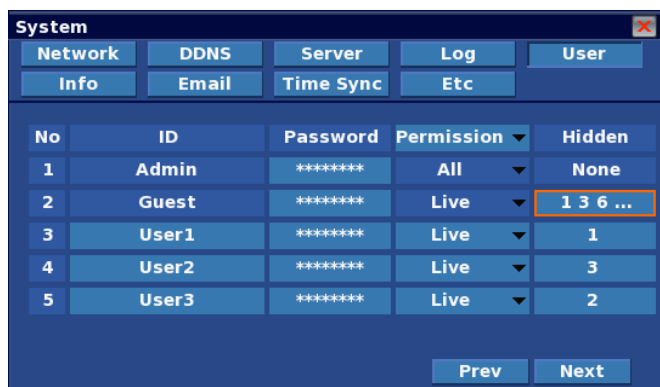 System
Network DDNS Server Log User
Info Email Time Sync Etc
No ID Password Permission Hidden
1 Admin ******** All None
2 Guest ******** Live 1 3 6 ...
3 User1 ******** Live 1
4 User2 ******** Live 3
5 User3 ******** Live 2
Prev Next